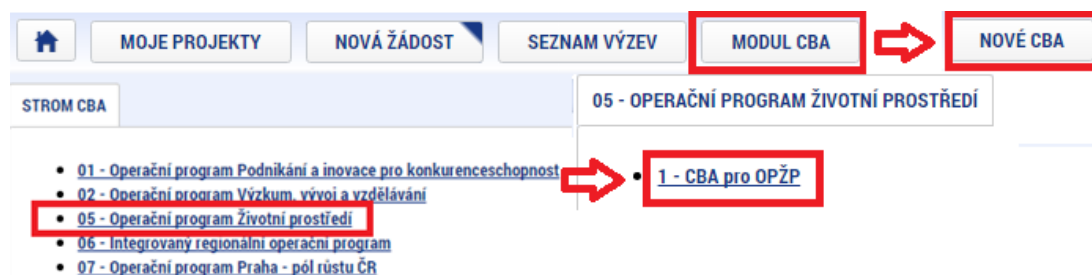 MOJE PROJEKTY
NOVÁ ŽÁDOST
SEZNAM VÝZEV
MODUL CBA
NOVÉ CBA
STROM CBA
01 - Operační program Podnikání a inovace pro konkurenceschopnost
02 - Operační program Výzkum, vývoj a vzdělávání
05 - Operační program Životní prostředí
06 - Integrovaný regionální operační program
07 - Operační program Praha - pól růstu ČR
05 - OPERAČNÍ PROGRAM ŽIVOTNÍ PROSTŘEDÍ
1 - CBA pro OPŽP